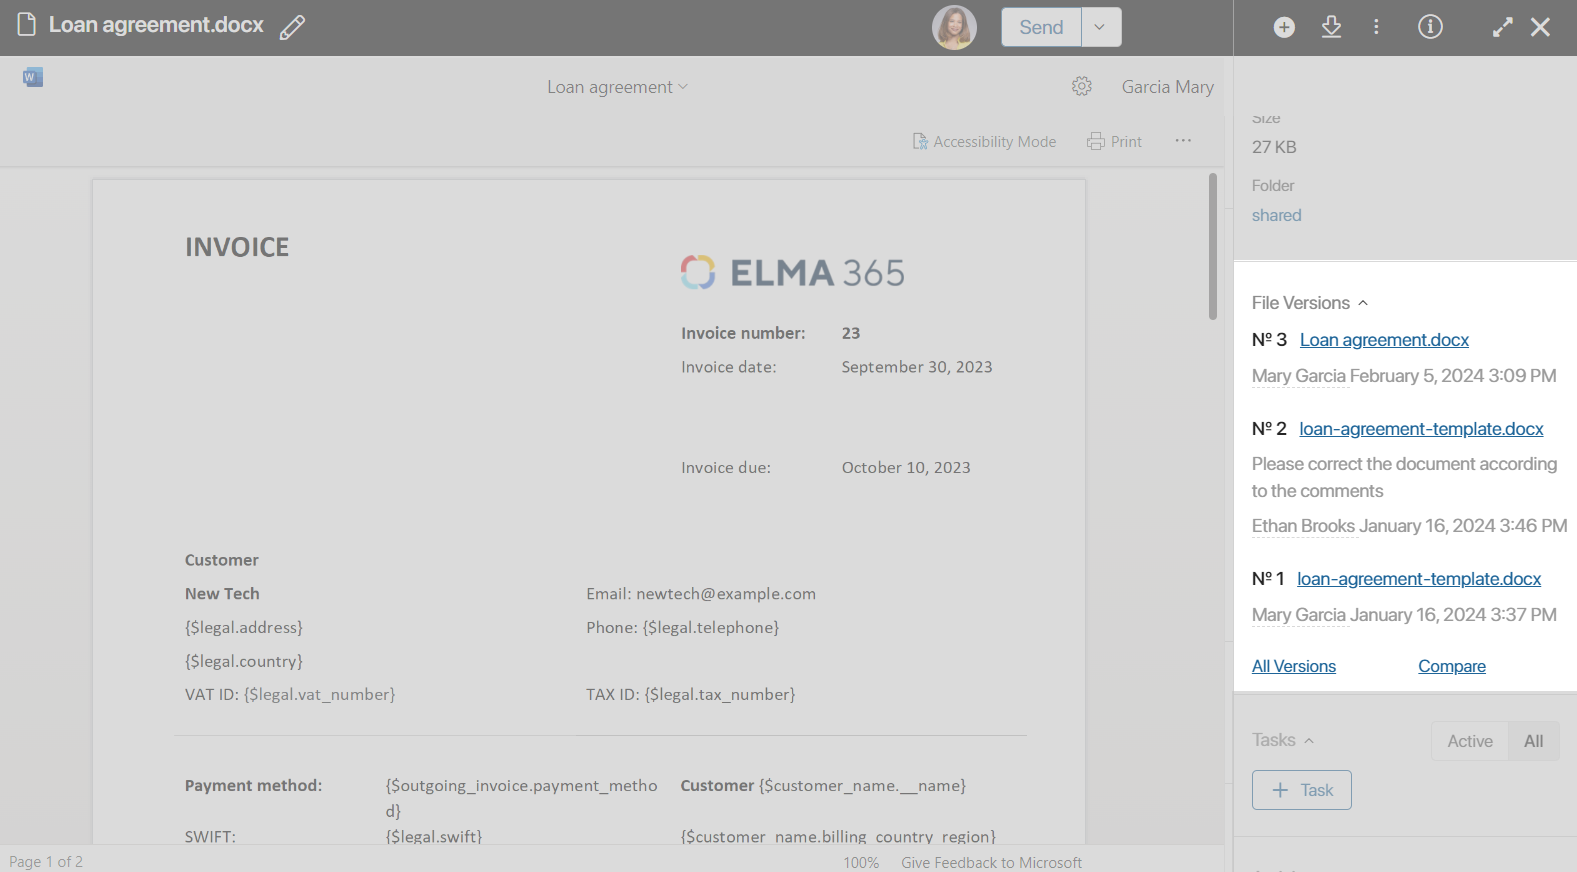 Loan agreement.docx
Send
W
Loan agreement
Garcia Mary
Accessibility Mode
Print
INVOICE
ELMA 365
Invoice number: 23
Invoice date: September 30, 2023
Invoice due: October 10, 2023
Customer
New Tech
Email: newtech@example.com
{$legal.address}
Phone: {$legal.telephone}
{$legal.country}
VAT ID: {$legal.vat_number}
TAX ID: {$legal.tax_number}
Payment method:
{$outgoing_invoice.payment_metho
d}
Customer {$customer_name.__name}
SWIFT:
{$legal.swift}
{$customer_name.billing_country_region}
Page 1 of 2
100%
Give Feedback to Microsoft
Size
27 KB
Folder
shared
File Versions
Nº 3 Loan agreement.docx
Mary Garcia February 5, 2024 3:09 PM
Nº 2 loan-agreement-template.docx
Please correct the document according
to the comments
Ethan Brooks January 16, 2024 3:46 PM
Nº 1 loan-agreement-template.docx
Mary Garcia January 16, 2024 3:37 PM
All Versions
Compare
Tasks
Active
All
+ Task